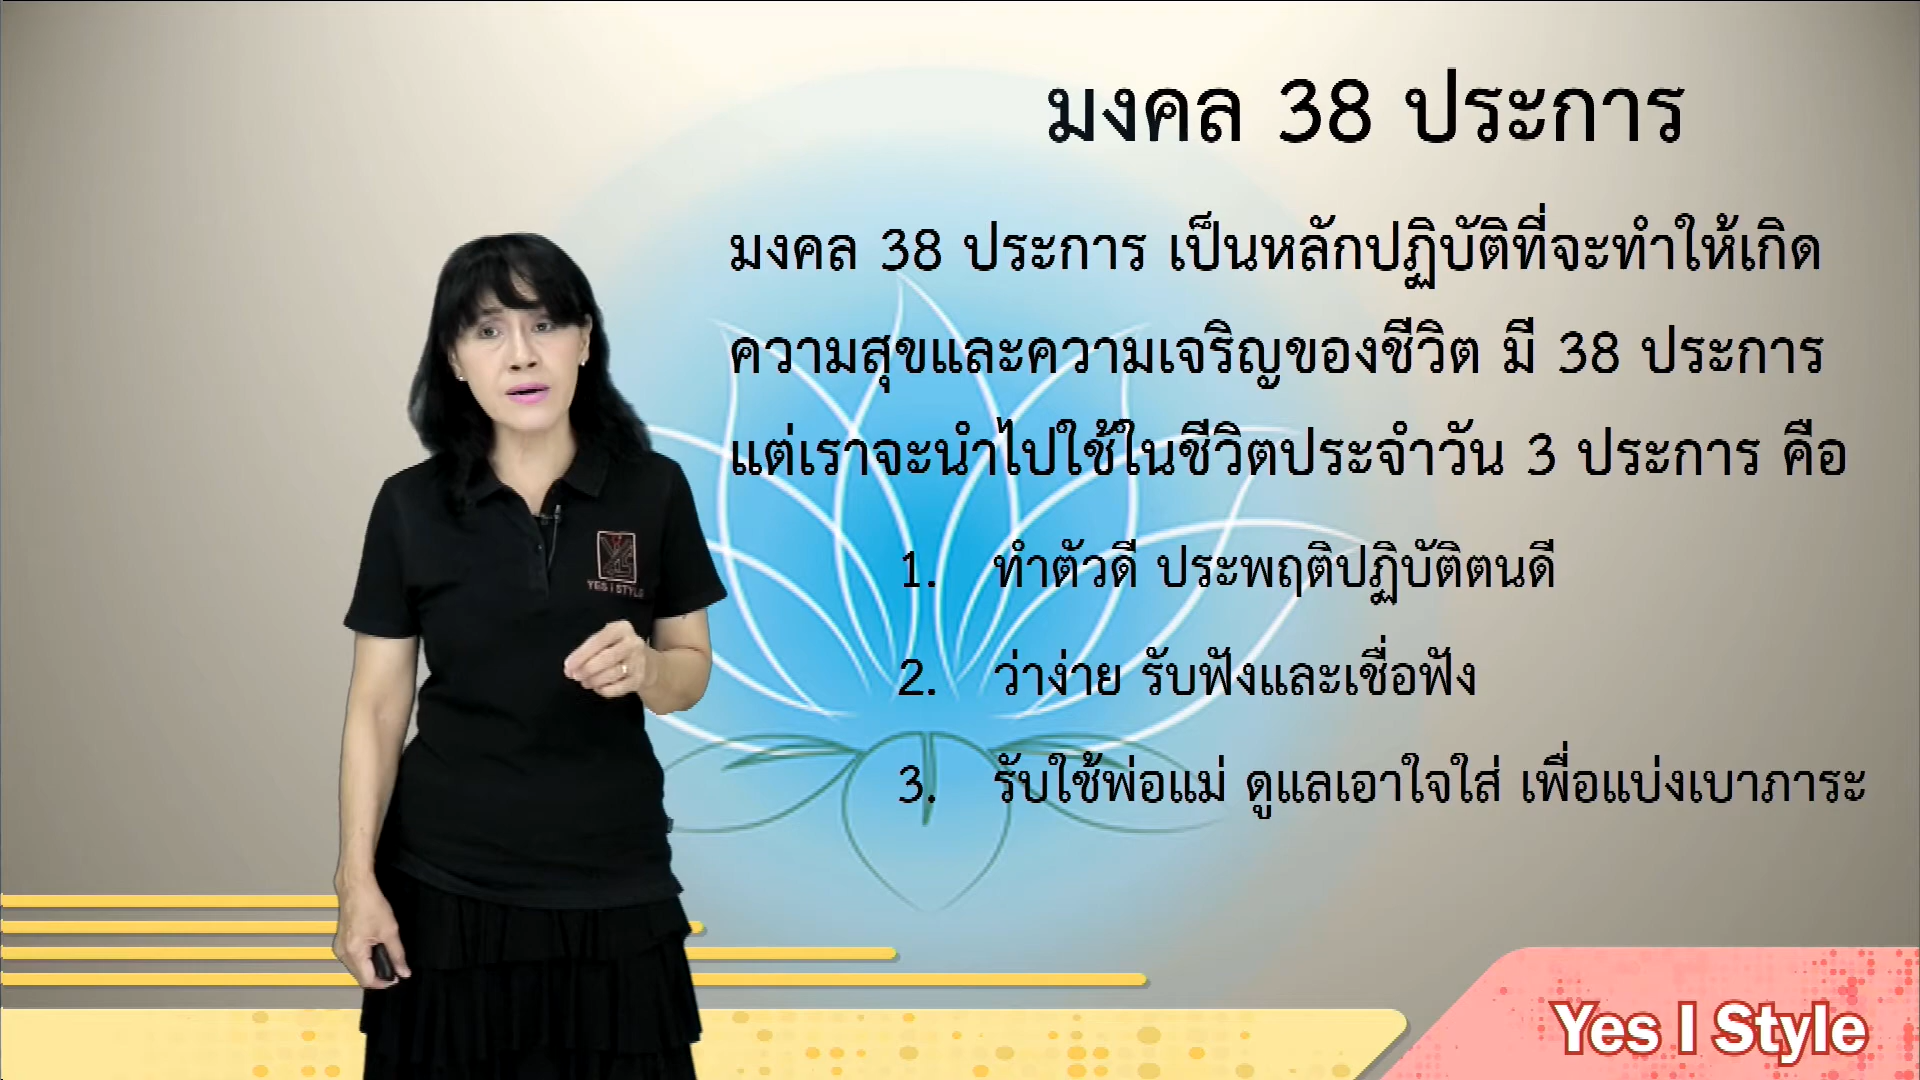 มงคล 38 ประการ
มงคล 38 ประการ เป็นหลักปฏิบัติที่จะทำให้เกิด
ความสุขและความเจริญของชีวิต มี 38 ประการ
แต่เราจะนำไปใช้ในชีวิตประจำวัน 3 ประการ คือ
1. ทำตัวดี ประพฤติปฏิบัติตนดี
2. ว่าง่าย รับฟังและเชื่อฟัง
3. รับใช้พ่อแม่ ดูแลเอาใจใส่ เพื่อแบ่งเบาภาระ
YES I STYLE
Yes I Style